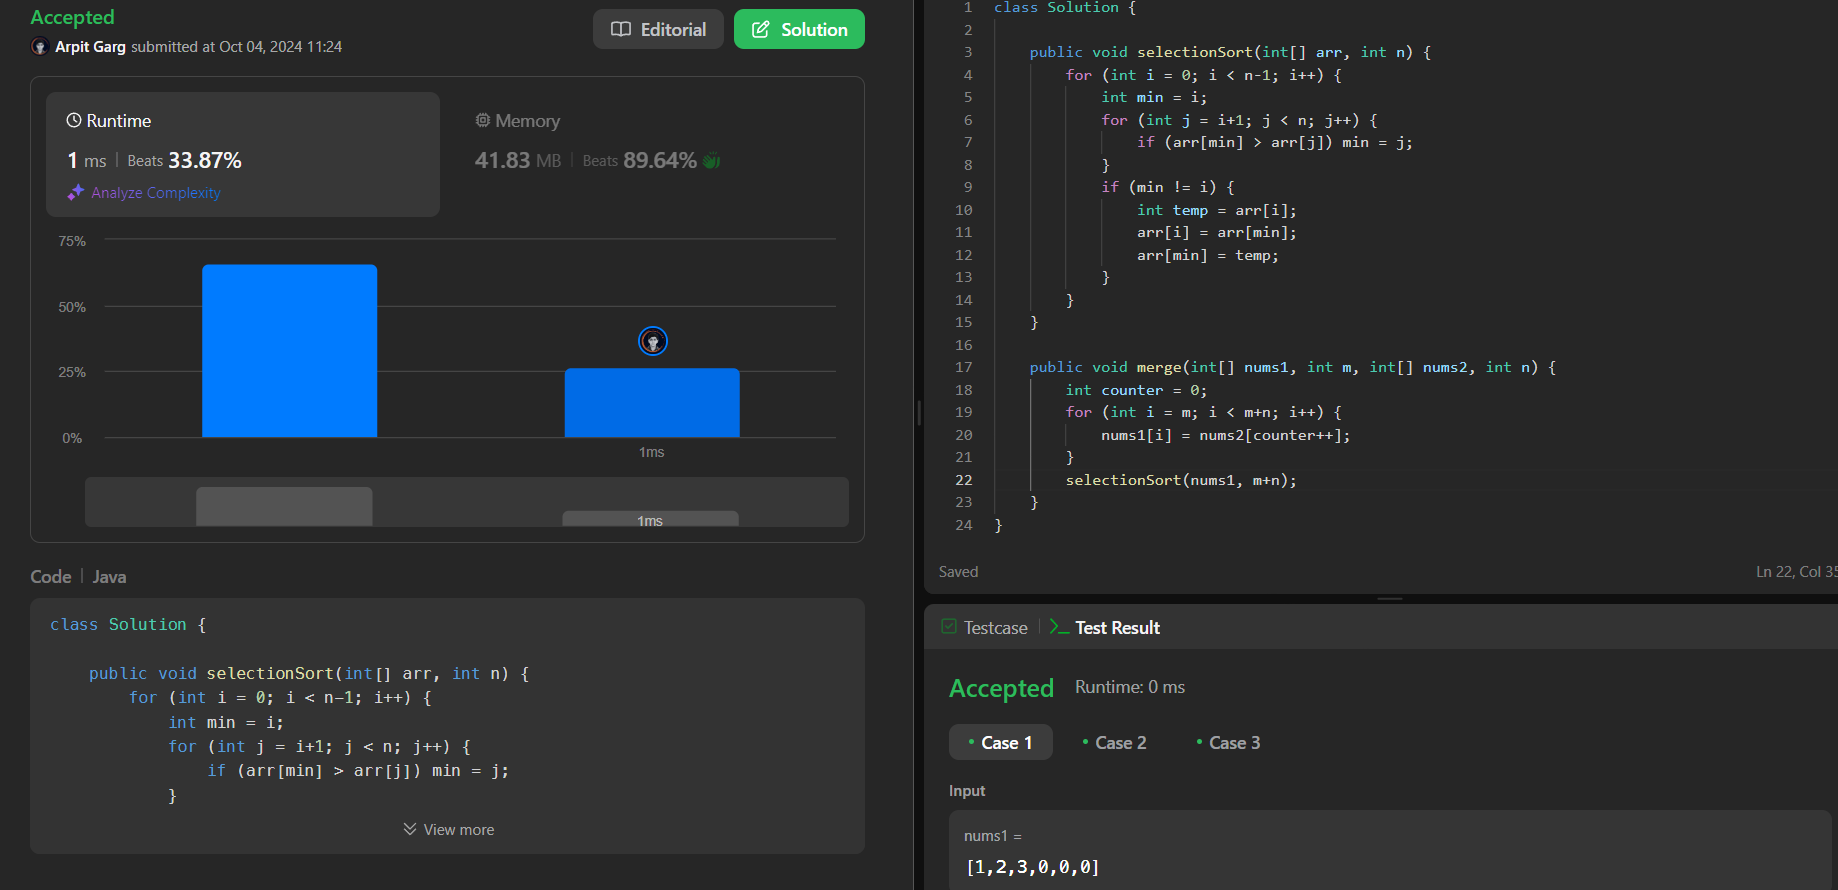 Accepted
Arpit Garg submitted at Oct 04, 2024 11:24
Editorial
Solution
Runtime
1 ms | Beats 33.87%
Analyze Complexity
Memory
41.83 MB | Beats 89.64%
75%
50%
25%
0%
1ms
1ms
Code | Java
class Solution {
public void selectionSort(int[] arr, int n) {
for (int i = 0; i < n-1; i++) {
int min = i;
for (int j = i+1; j < n; j++) {
if (arr[min] > arr[j]) min = j;
}
View more
1 class Solution {
2
3 public void selectionSort(int[] arr, int n) {
4 for (int i = 0; i < n-1; i++) {
5 int min = i;
6 for (int j = i+1; j < n; j++) {
7 if (arr[min] > arr[j]) min = j;
8 }
9 if (min != i) {
10 int temp = arr[i];
11 arr[i] = arr[min];
12 arr[min] = temp;
13 }
14 }
15 }
16
17 public void merge(int[] nums1, int m, int[] nums2, int n) {
18 int counter = 0;
19 for (int i = m; i < m+n; i++) {
20 nums1[i] = nums2[counter++];
21 }
22 selectionSort(nums1, m+n);
23 }
24 }
Saved
Ln 22, Col 35
Testcase | Test Result
Accepted Runtime: 0 ms
Case 1
Case 2
Case 3
Input
nums1 =
[1,2,3,0,0,0]